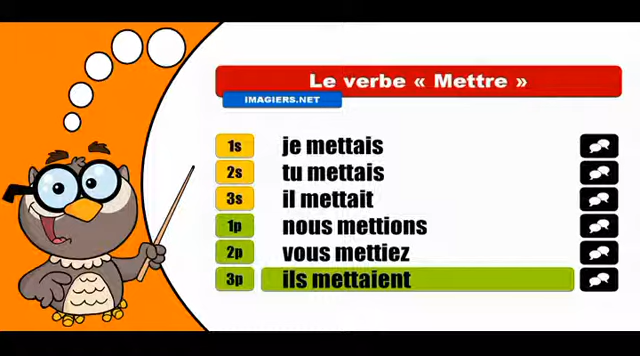 Le verbe « Mettre »
IMAGIERS.NET
1s je mettais
2s tu mettais
3s il mettait
1p nous mettions
2p vous mettiez
3p ils mettaient